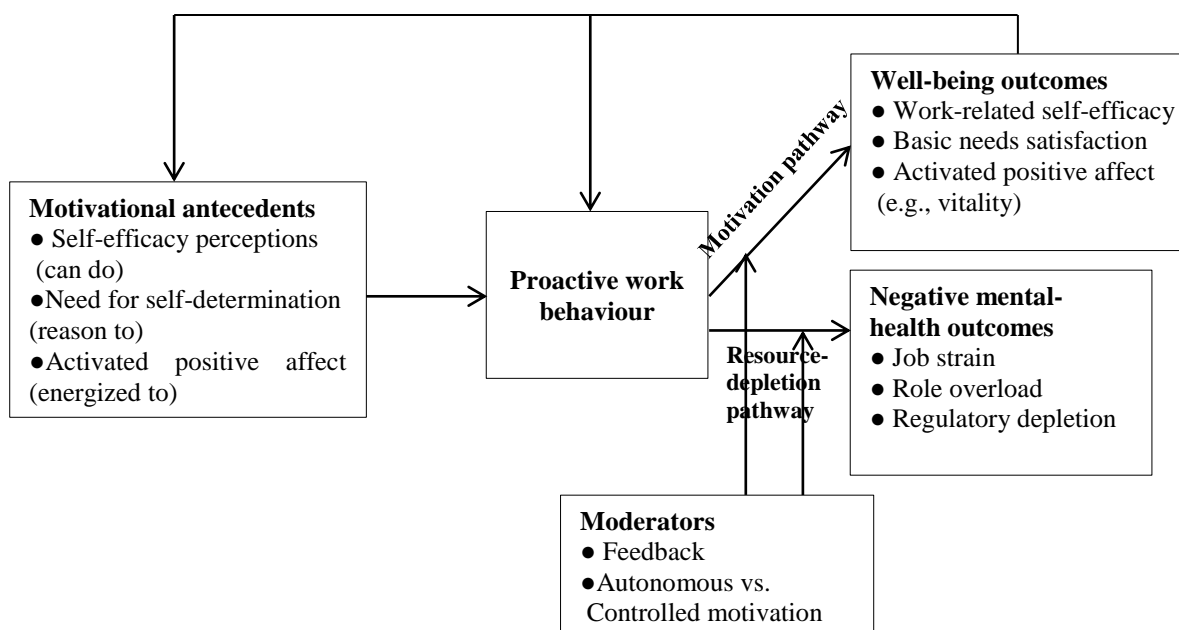 Motivational antecedents
● Self-efficacy perceptions
(can do)
●Need for self-determination
(reason to)
●Activated positive affect
(energized to)
Proactive work
behaviour
Motivation pathway
Resource-
depletion
pathway
Well-being outcomes
● Work-related self-efficacy
● Basic needs satisfaction
● Activated positive affect
(e.g., vitality)
Negative mental-
health outcomes
● Job strain
● Role overload
● Regulatory depletion
Moderators
● Feedback
●Autonomous vs.
Controlled motivation